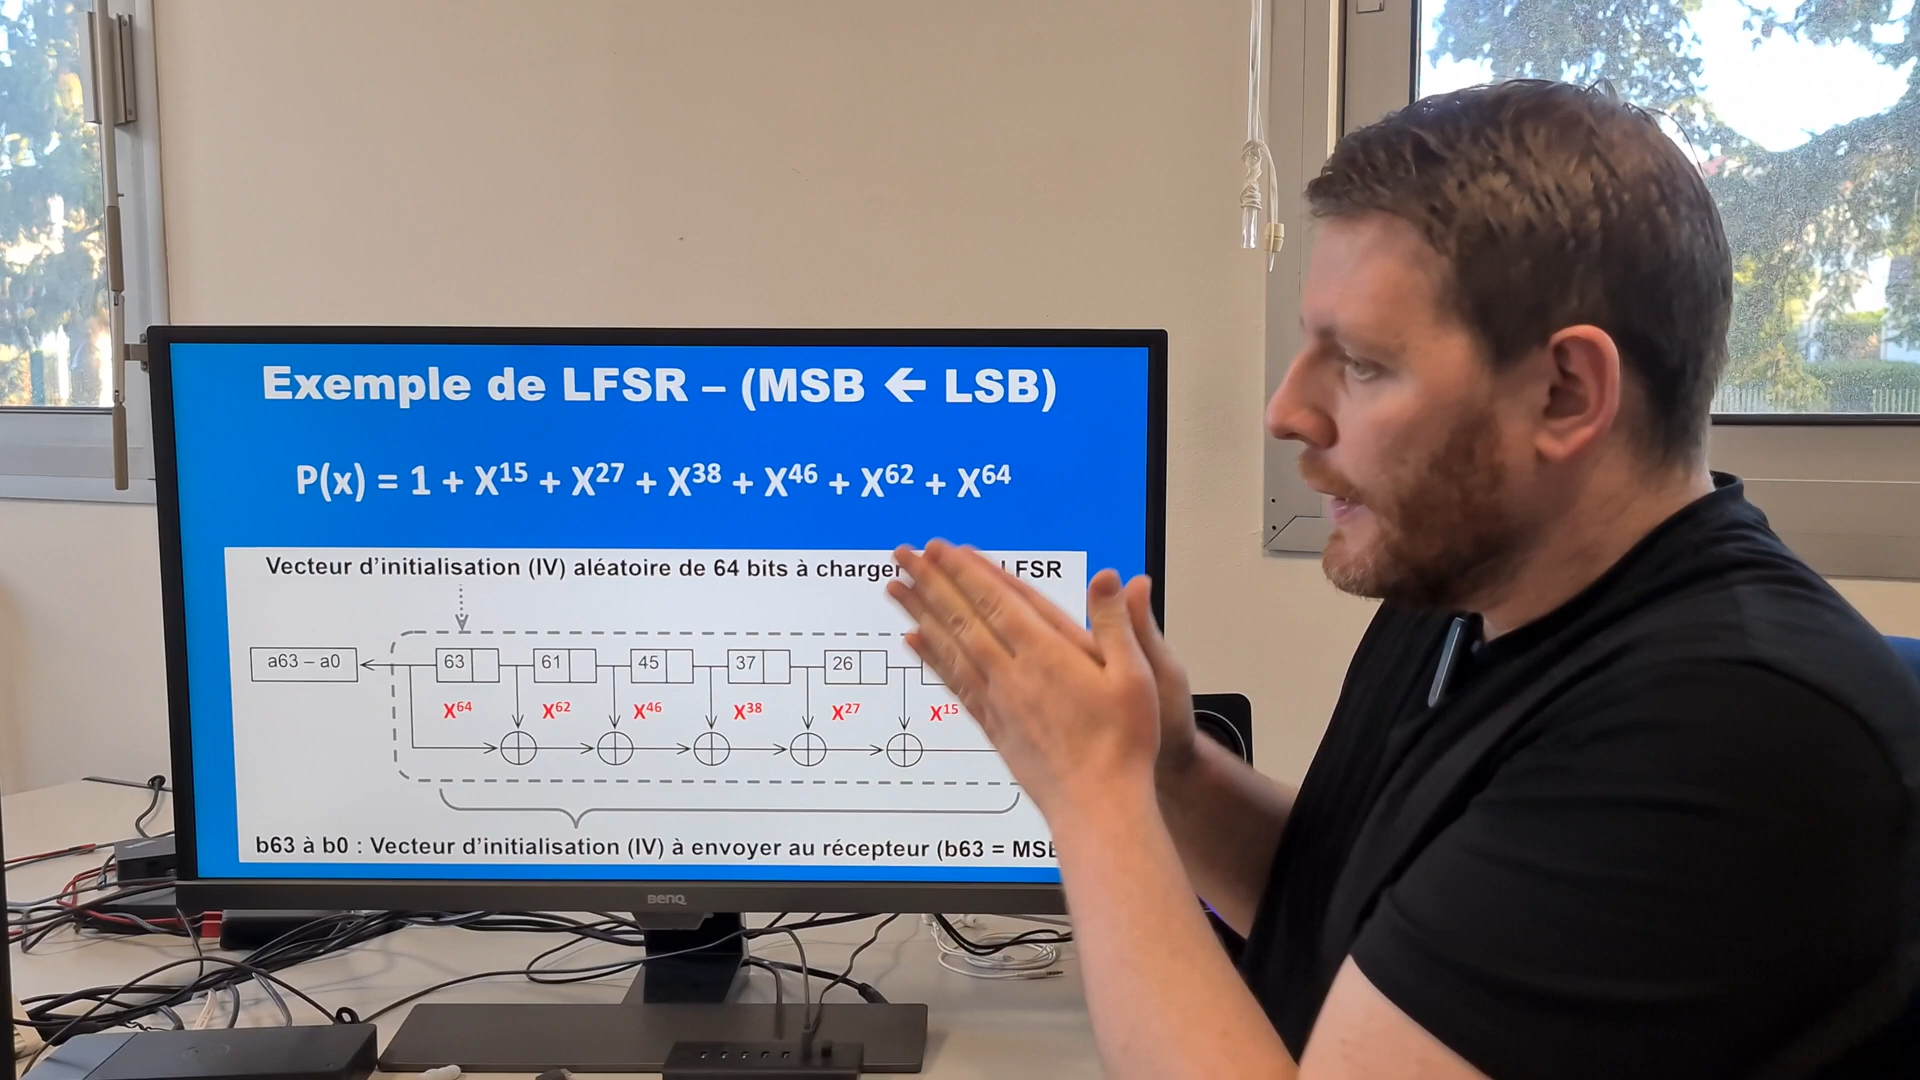 Exemple de LFSR – (MSB ← LSB)
P(x) = 1 + X¹⁵ + X²⁷ + X³⁸ + X⁴⁶ + X⁶² + X⁶⁴
Vecteur d'initialisation (IV) aléatoire de 64 bits à charger LFSR
a63 – a0 63 61 45 37 26
X⁶⁴ X⁶² X⁴⁶ X³⁸ X²⁷ X¹⁵
b63 à b0 : Vecteur d'initialisation (IV) à envoyer au récepteur (b63 = MSB
BenQ